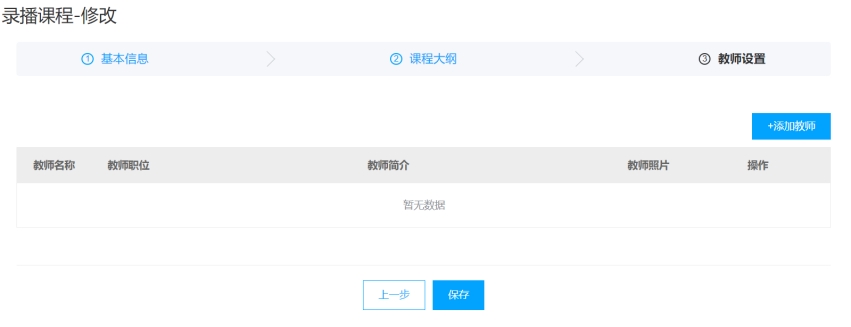 录播课程-修改
① 基本信息 ② 课程大纲 ③ 教师设置
+添加教师
教师名称 教师职位 教师简介 教师照片 操作
暂无数据
上一步 保存